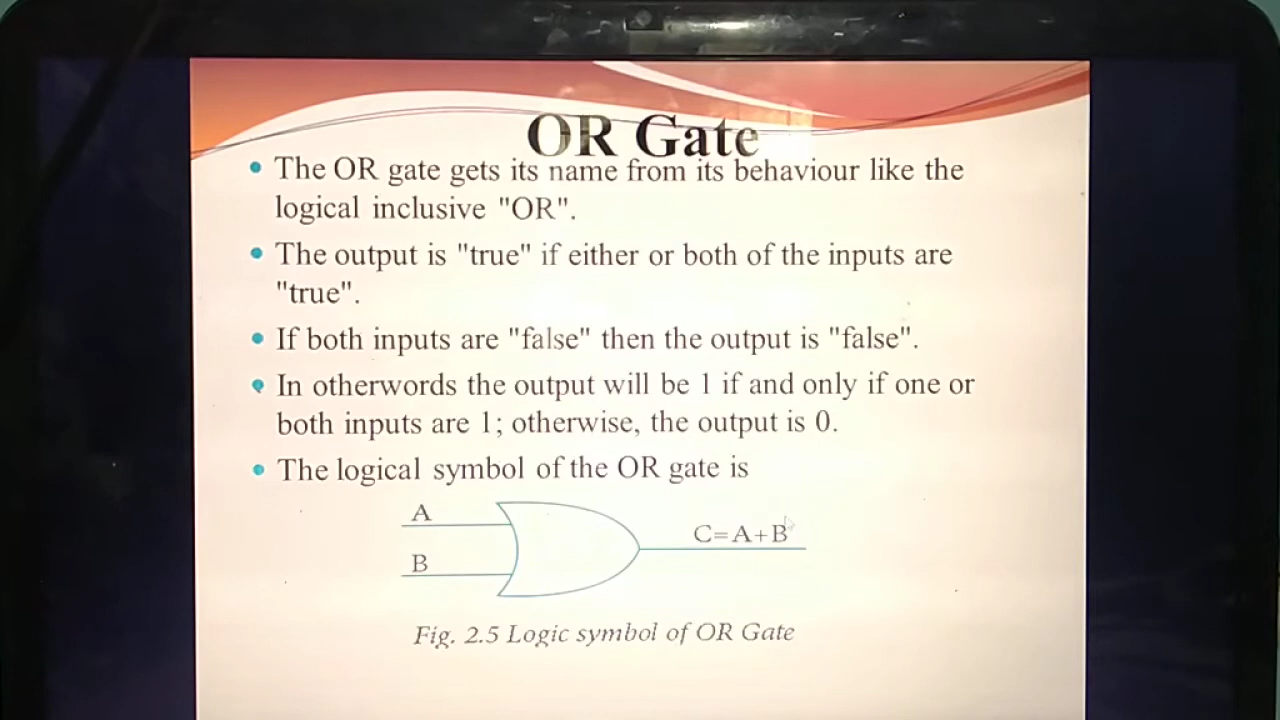 OR Gate
The OR gate gets its name from its behaviour like the
logical inclusive "OR".
The output is "true" if either or both of the inputs are
"true".
If both inputs are "false" then the output is "false".
In otherwords the output will be 1 if and only if one or
both inputs are 1; otherwise, the output is 0.
The logical symbol of the OR gate is
A
B
C=A+B
Fig. 2.5 Logic symbol of OR Gate